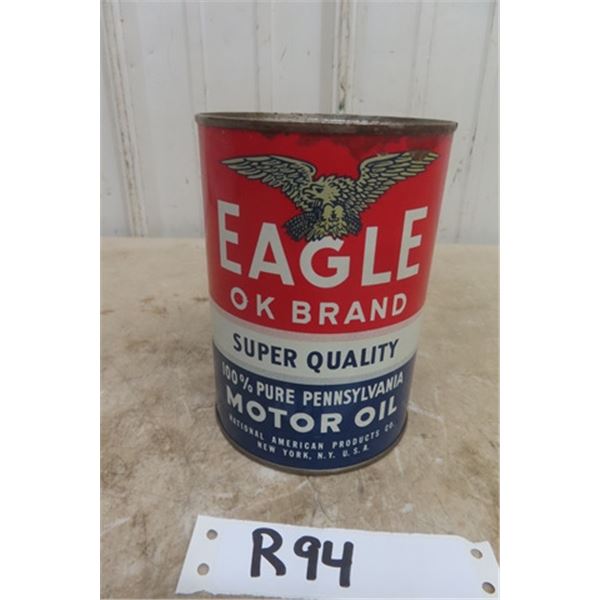 EAGLE
OK BRAND
SUPER QUALITY
100% PURE PENNSYLVANIA
MOTOR OIL
NATIONAL AMERICAN PRODUCTS CO.
NEW YORK, N.Y. U.S.A.
R94